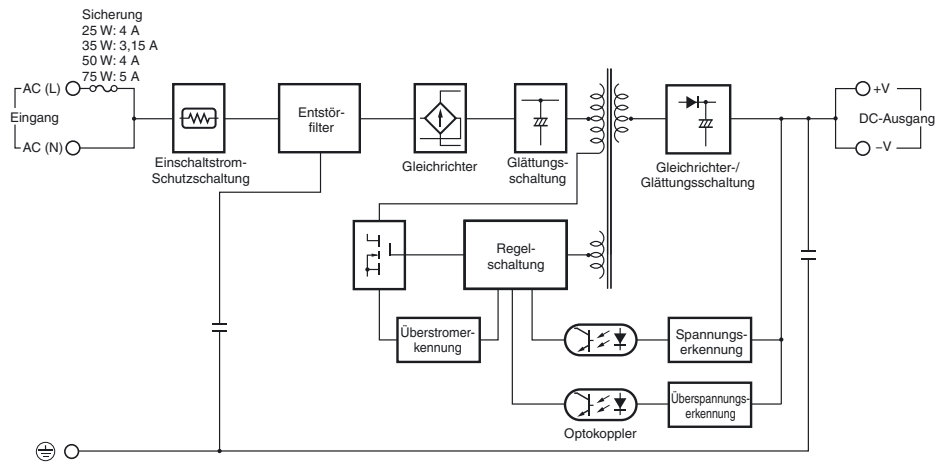 Sicherung
25 W: 4 A
35 W: 3,15 A
50 W: 4 A
75 W: 5 A
AC (L)
Eingang
AC (N)
Einschaltstrom-
Schutzschaltung
Entstör-
filter
Gleichrichter
Glättungs-
schaltung
Gleichrichter-/
Glättungsschaltung
+V
DC-Ausgang
–V
Regel-
schaltung
Überstromer-
kennung
Spannungs-
erkennung
Überspannungs-
erkennung
Optokoppler